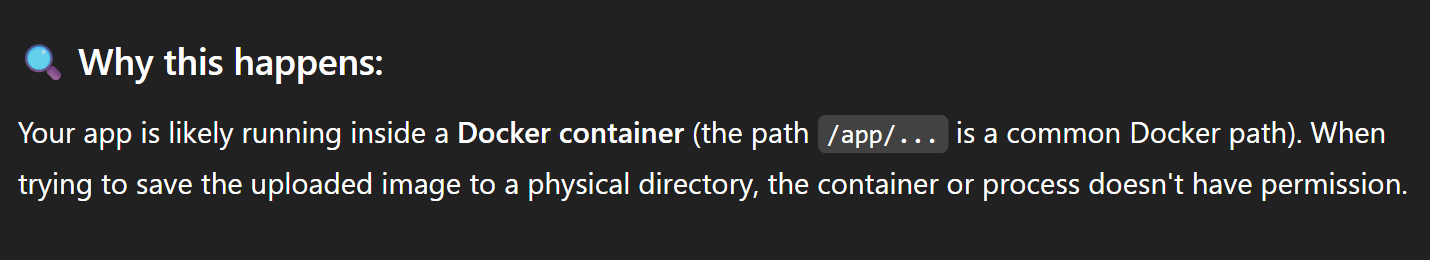 Why this happens:
Your app is likely running inside a Docker container (the path /app/... is a common Docker path). When
trying to save the uploaded image to a physical directory, the container or process doesn't have permission.